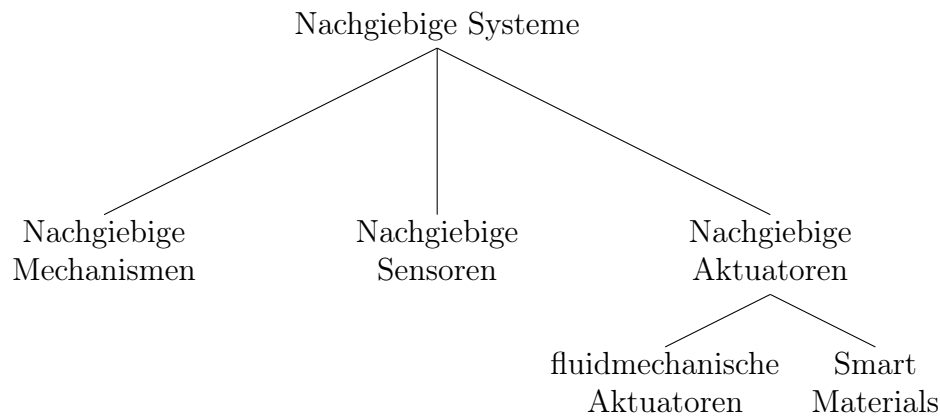 Nachgiebige Systeme
Nachgiebige
Mechanismen
Nachgiebige
Sensoren
Nachgiebige
Aktuatoren
fluidmechanische
Aktuatoren
Smart
Materials